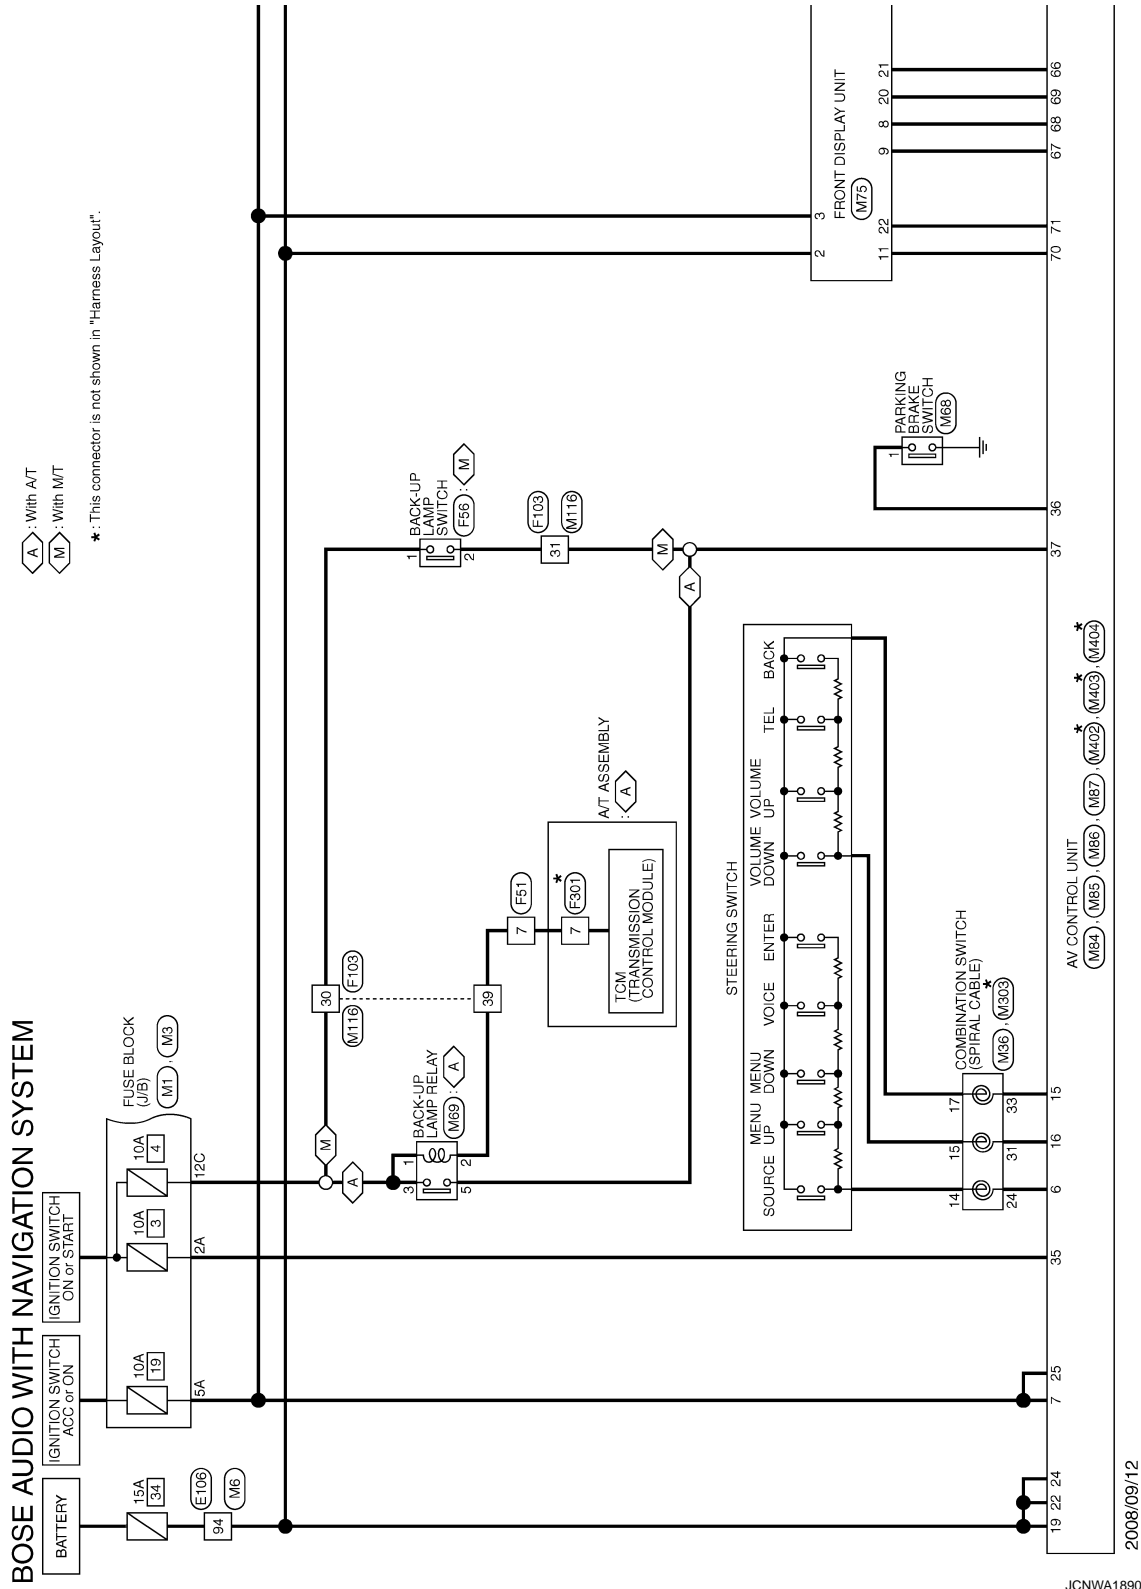 BOSE AUDIO WITH NAVIGATION SYSTEM
A : With A/T
M : With M/T
* : This connector is not shown in "Harness Layout".
BATTERY
IGNITION SWITCH
ACC or ON
IGNITION SWITCH
ON or START
FUSE BLOCK
(J/B)
M1 , M3
15A
34
10A
19
10A
3
10A
4
94
E106
M6
5A
2A
12C
M
A
30
M116
F103
39
BACK-UP
LAMP RELAY
M69 : A
1
2
3
5
7
F51
7
*
F301
A/T ASSEMBLY
: A
TCM
(TRANSMISSION
CONTROL MODULE)
BACK-UP
LAMP
SWITCH
F56 : M
1
2
31
F103
M116
M
A
STEERING SWITCH
SOURCE
MENU
UP
MENU
DOWN
VOICE
ENTER
VOLUME
DOWN
VOLUME
UP
TEL
BACK
COMBINATION SWITCH
(SPIRAL CABLE)
M36 , M303 *
14
15
17
24
31
33
PARKING
BRAKE
SWITCH
M68
1
FRONT DISPLAY UNIT
M75
2
3
11
22
9
8
20
21
19
22
24
7
25
35
6
16
15
37
36
70
71
67
68
69
66
AV CONTROL UNIT
M84 , M85 , M86 , M87 , M402 * , M403 * , M404 *
2008/09/12
JCNWA1890